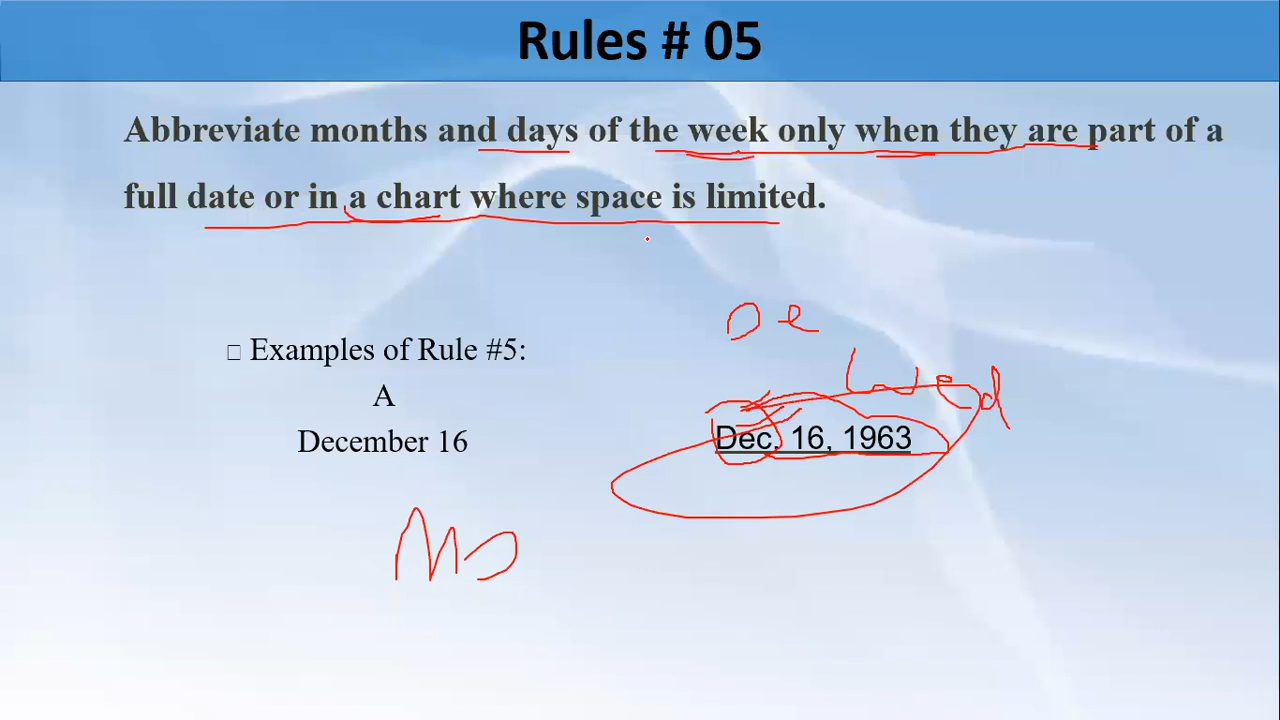 Rules # 05
Abbreviate months and days of the week only when they are part of a
full date or in a chart where space is limited.
□ Examples of Rule #5:
A
December 16
Dec. 16, 1963